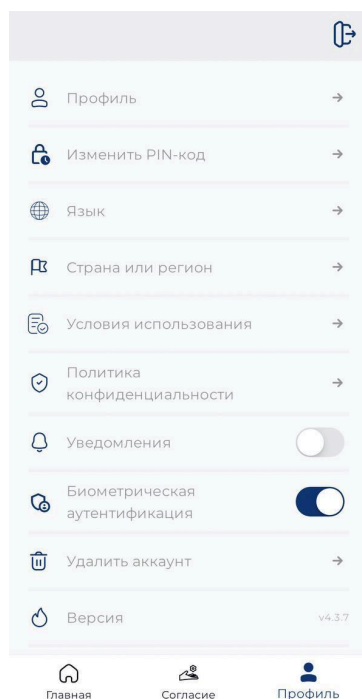 Профиль
Изменить PIN-код
Язык
Страна или регион
Условия использования
Политика
конфиденциальности
Уведомления
Биометрическая
аутентификация
Удалить аккаунт
Версия v4.3.7
Главная Согласие Профиль